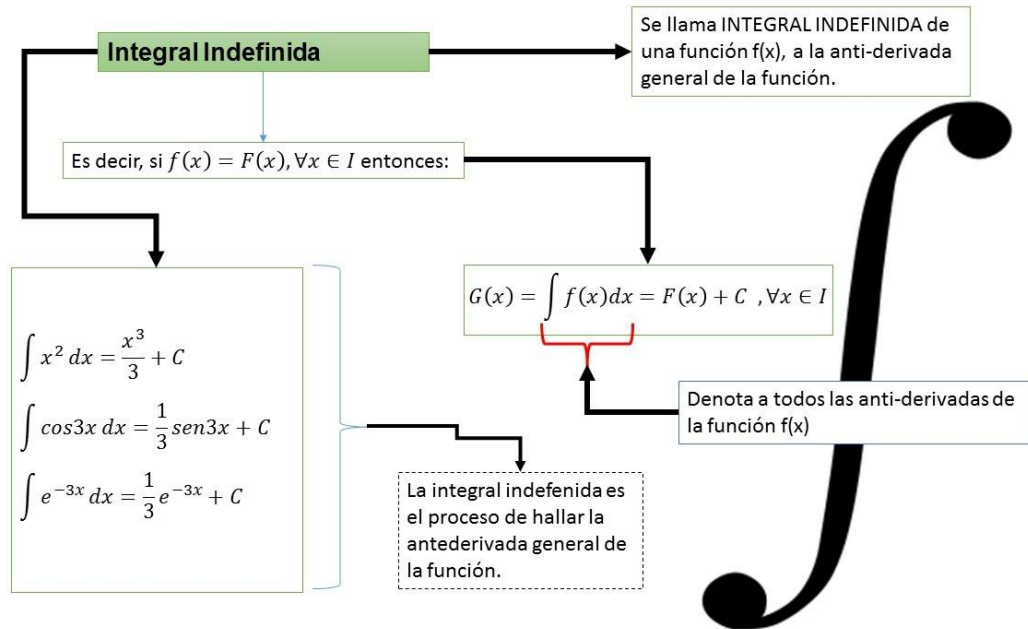 Integral Indefinida
Se llama INTEGRAL INDEFINIDA de
una función f(x), a la anti-derivada
general de la función.
Es decir, si f(x) = F(x), ∀x ∈ I entonces:
G(x) = ∫ f(x)dx = F(x) + C , ∀x ∈ I
∫ x² dx = x³/3 + C
∫ cos3x dx = 1/3 sen3x + C
∫ e⁻³ˣ dx = 1/3 e⁻³ˣ + C
Denota a todos las anti-derivadas de
la función f(x)
La integral indefenida es
el proceso de hallar la
antederivada general de
la función.